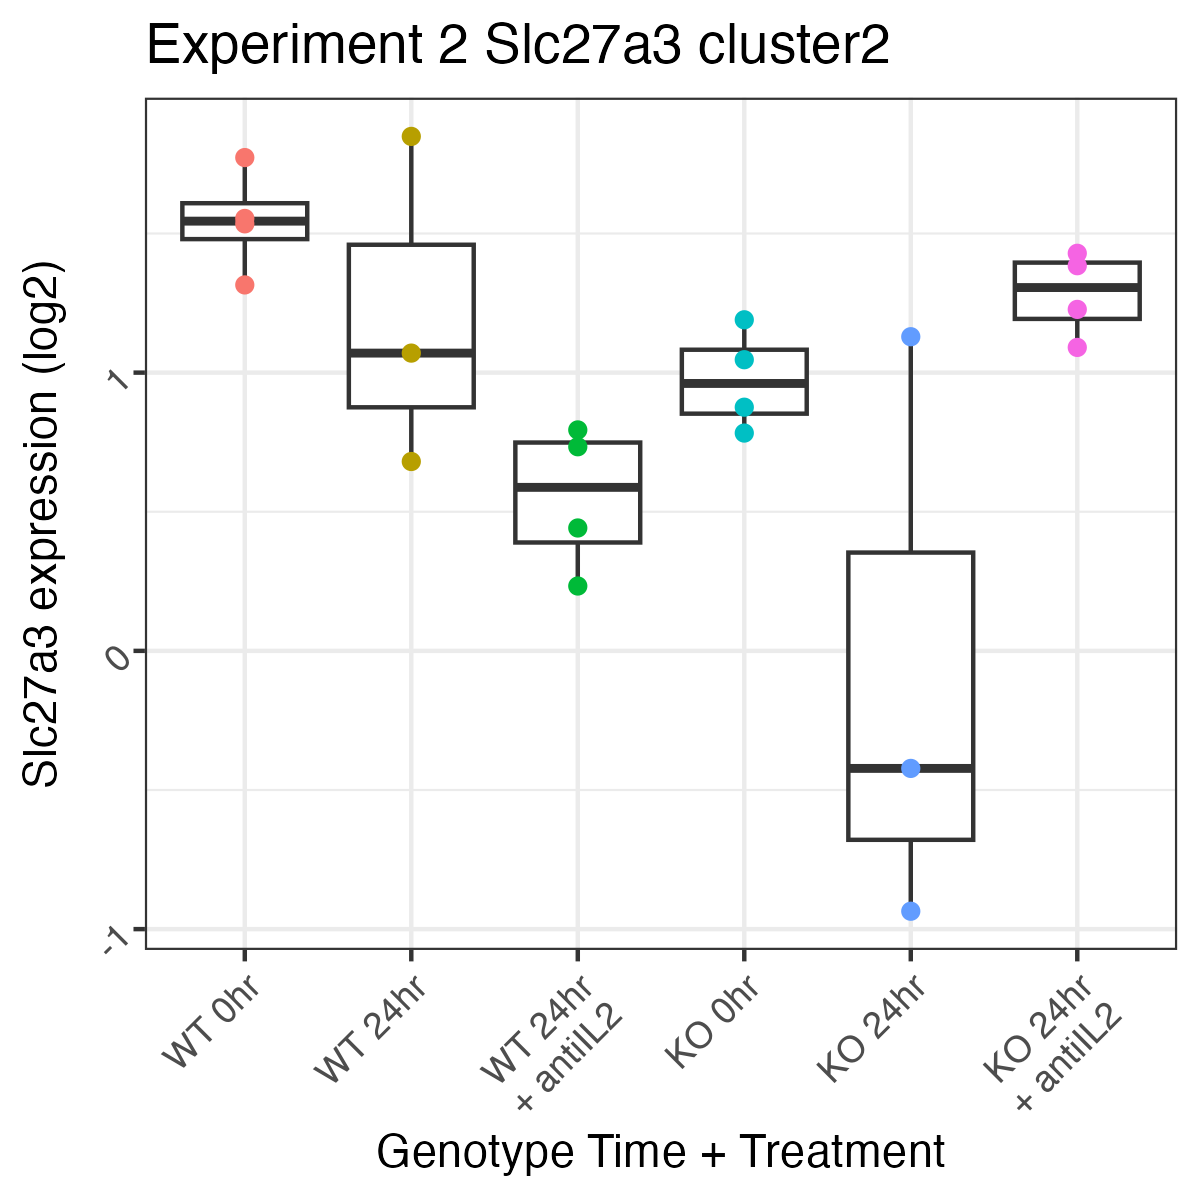 Experiment 2 Slc27a3 cluster2
Slc27a3 expression (log2)
1
0
-1
WT 0hr
WT 24hr
WT 24hr
+ antiIL2
KO 0hr
KO 24hr
KO 24hr
+ antiIL2
Genotype Time + Treatment